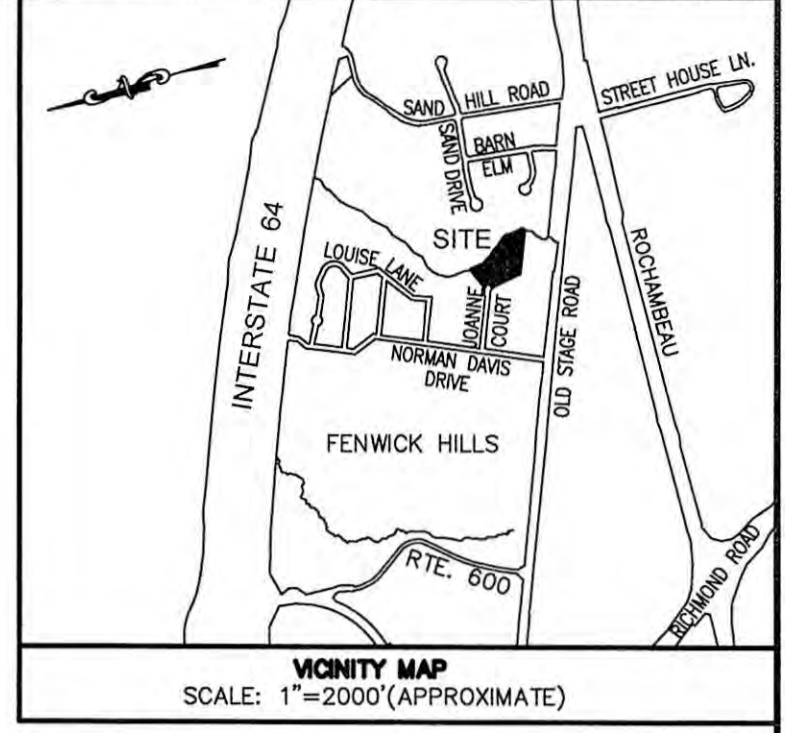 SAND HILL ROAD
STREET HOUSE LN.
SAND DRIVE
BARN
ELM
INTERSTATE 64
SITE
ROCHAMBEAU
LOUISE LANE
JOANNE
COURT
OLD STAGE ROAD
NORMAN DAVIS
DRIVE
FENWICK HILLS
RTE. 600
RICHMOND ROAD
VICINITY MAP
SCALE: 1"=2000'(APPROXIMATE)